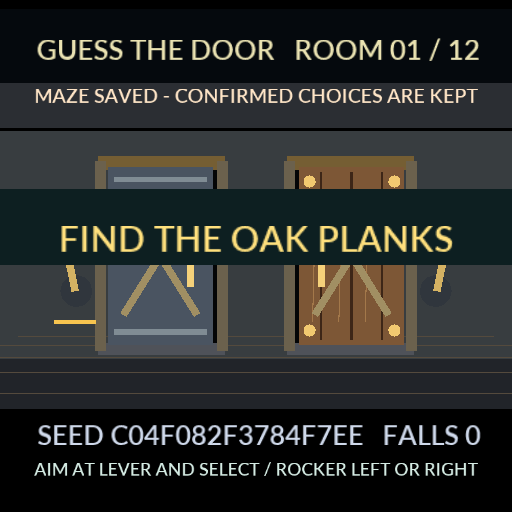 GUESS THE DOOR   ROOM 01 / 12
MAZE SAVED - CONFIRMED CHOICES ARE KEPT
FIND THE OAK PLANKS
SEED C04F082F3784F7EE   FALLS 0
AIM AT LEVER AND SELECT / ROCKER LEFT OR RIGHT